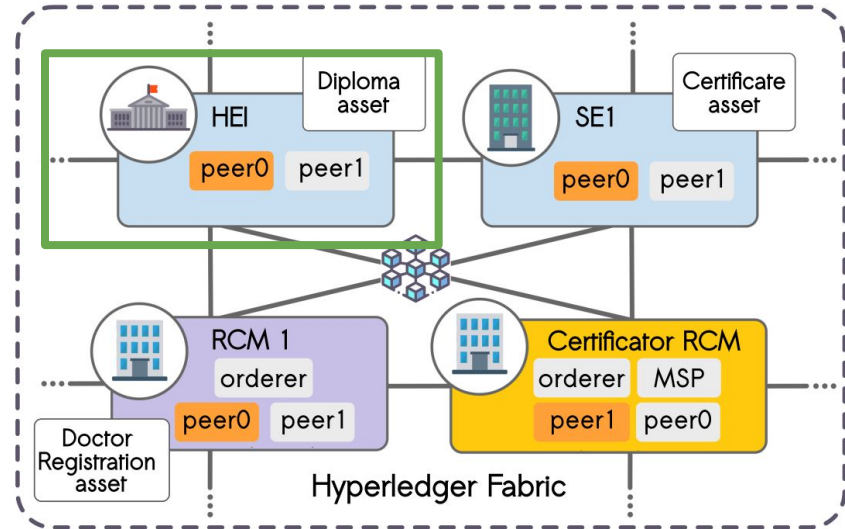 Diploma
asset
HEI
peer0 peer1
Certificate
asset
SE1
peer0 peer1
RCM 1
orderer
peer0 peer1
Doctor
Registration
asset
Certificator RCM
orderer MSP
peer1 peer0
Hyperledger Fabric